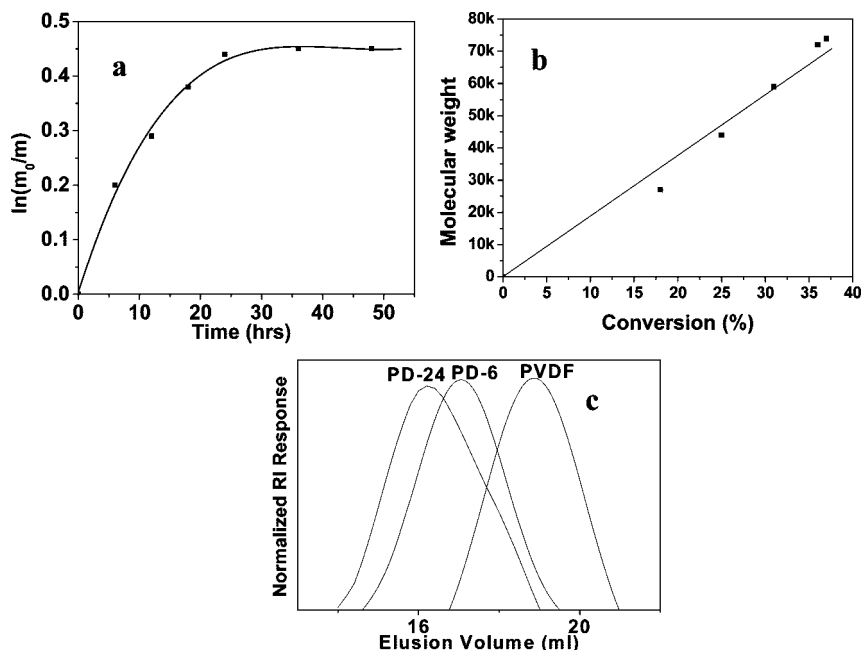 a
ln(m0/m)
0.5
0.4
0.3
0.2
0.1
0.0
0 10 20 30 40 50
Time (hrs)
b
Molecular weight
80k
70k
60k
50k
40k
30k
20k
10k
0
0 5 10 15 20 25 30 35 40
Conversion (%)
PD-24 PD-6 PVDF
c
Normalized RI Response
16 20
Elusion Volume (ml)